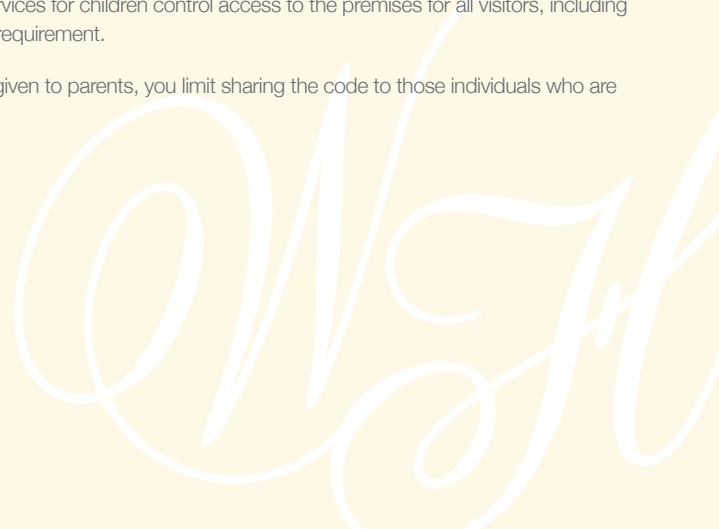 rvices for children control access to the premises for all visitors, including
requirement.
given to parents, you limit sharing the code to those individuals who are
WH